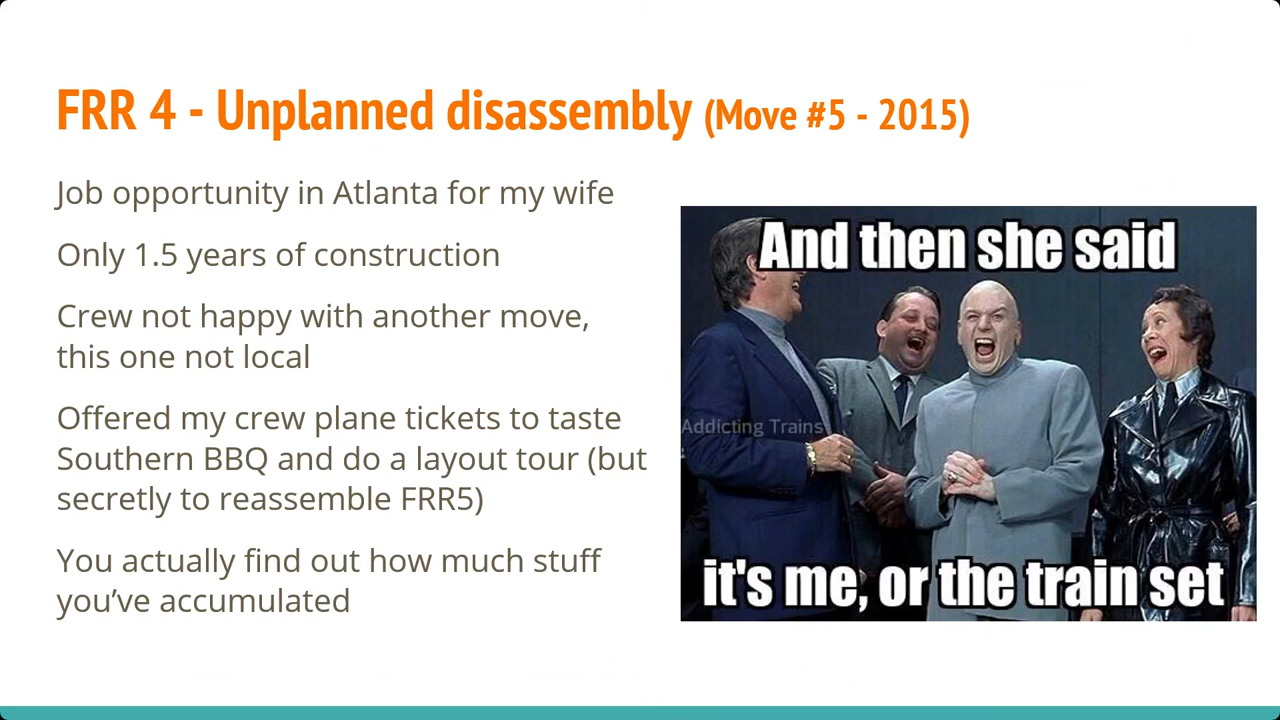 FRR 4 - Unplanned disassembly (Move #5 - 2015)
Job opportunity in Atlanta for my wife
Only 1.5 years of construction
Crew not happy with another move,
this one not local
Offered my crew plane tickets to taste
Southern BBQ and do a layout tour (but
secretly to reassemble FRR5)
You actually find out how much stuff
you’ve accumulated
And then she said
Addicting Trains
it's me, or the train set